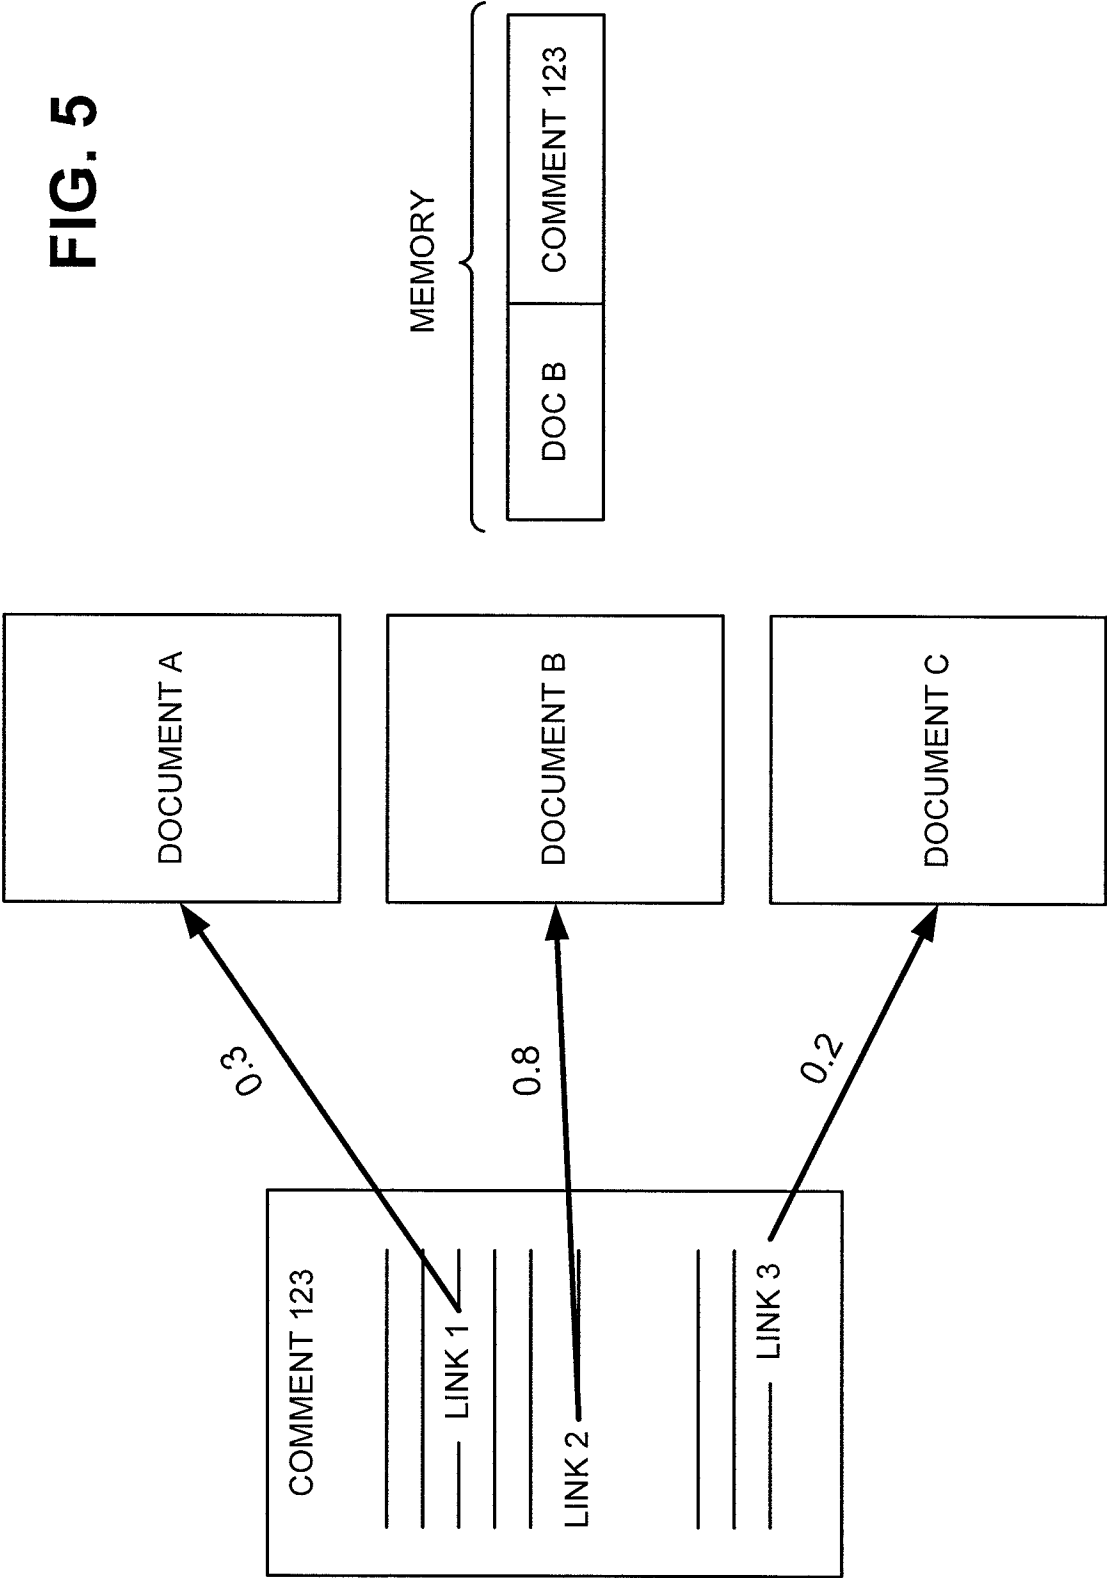 COMMENT 123
LINK 1
LINK 2
LINK 3
0.3
0.8
0.2
DOCUMENT A
DOCUMENT B
DOCUMENT C
MEMORY
DOC B
COMMENT 123
FIG. 5